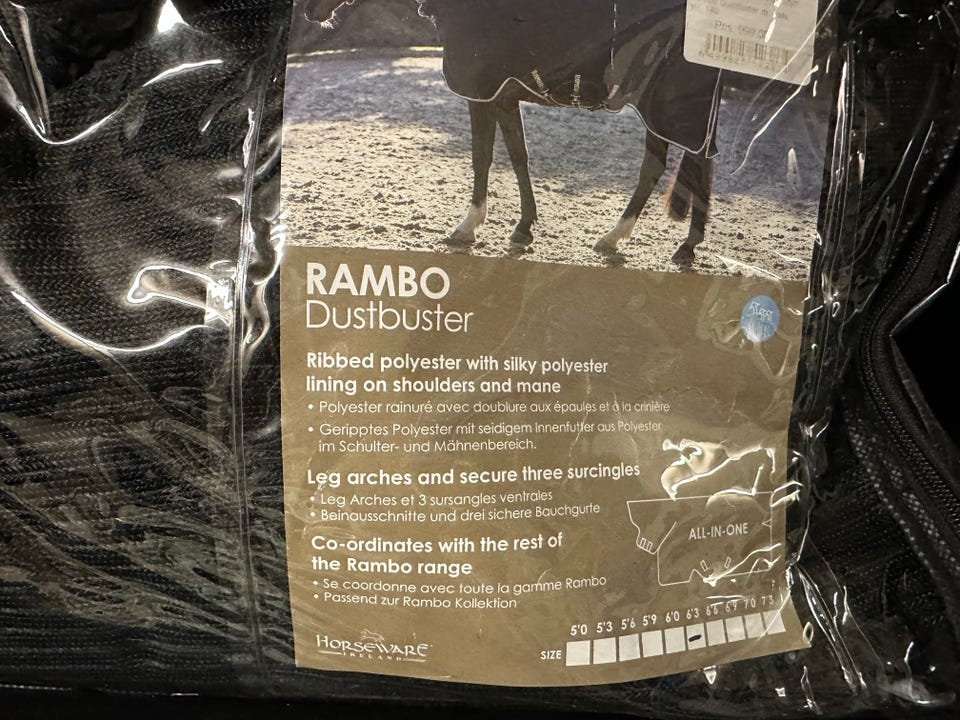 Dustbuster m
140
Pris: 999,00
RAMBO
Dustbuster
Ribbed polyester with silky polyester
lining on shoulders and mane
• Polyester rainuré avec doublure aux épaules et à la crinière
• Geripptes Polyester mit seidigem Innenfutter aus Polyester
im Schulter- und Mähnenbereich.
Leg arches and secure three surcingles
• Leg Arches et 3 sursangles ventrales
• Beinausschnitte und drei sichere Bauchgurte
ALL-IN-ONE
Co-ordinates with the rest of
the Rambo range
• Se coordonne avec toute la gamme Rambo
• Passend zur Rambo Kollektion
5'0 5'3 5'6 5'9 6'0 6'3 6'6 6'9 7'0 7'3
SIZE
HORSEWARE
IRELAND